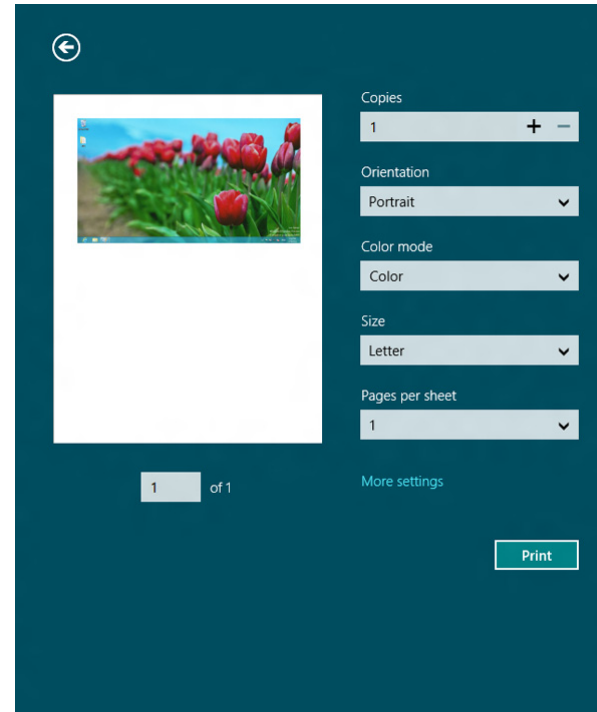 Copies
1
Orientation
Portrait
Color mode
Color
Size
Letter
Pages per sheet
1
1 of 1
More settings
Print